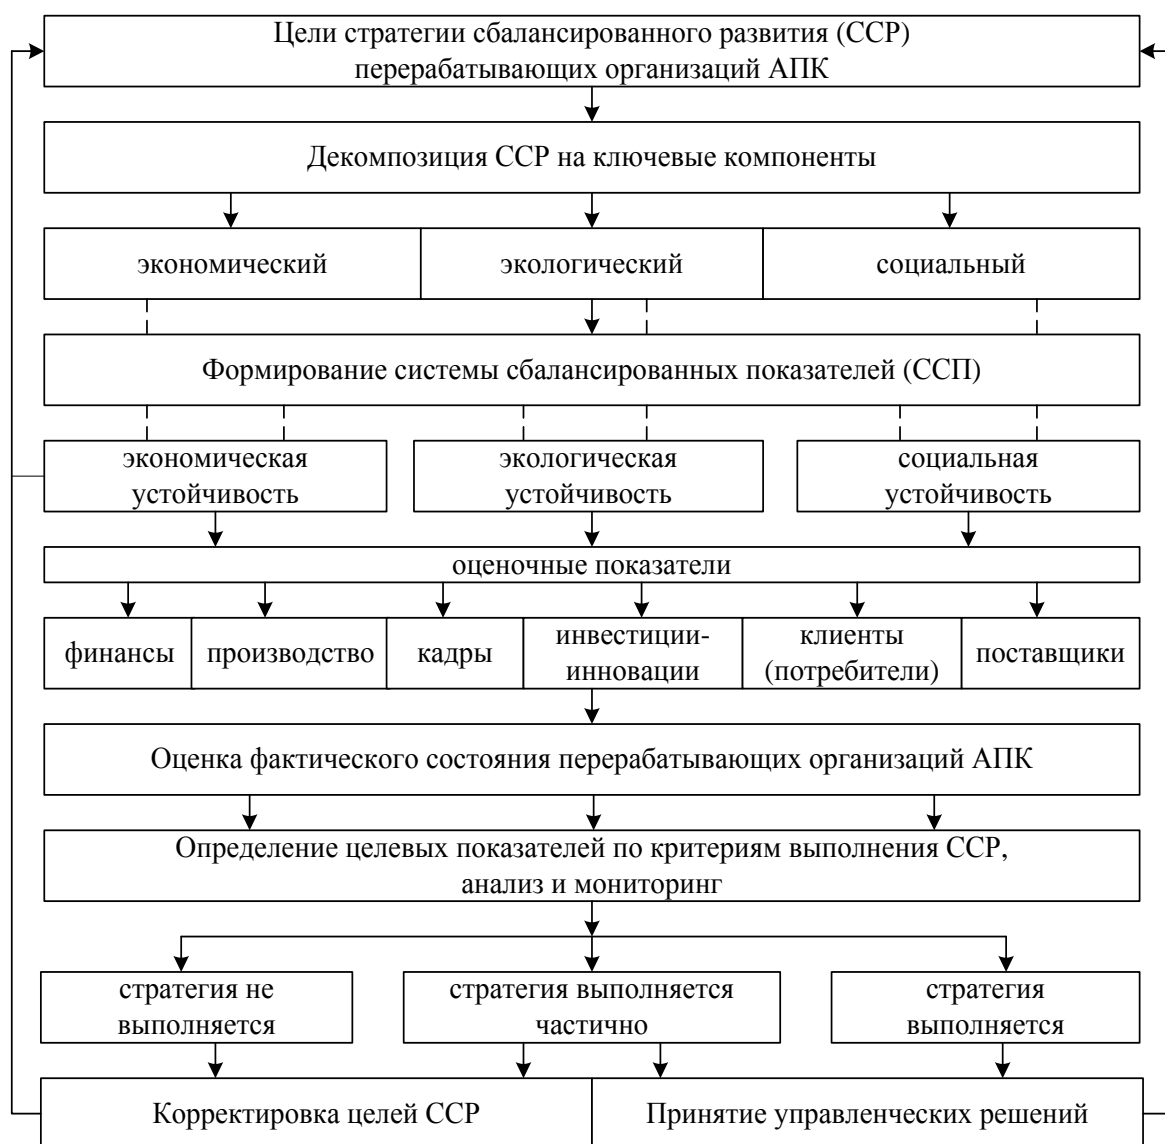 Цели стратегии сбалансированного развития (ССР)
перерабатывающих организаций АПК
Декомпозиция ССР на ключевые компоненты
экономический
экологический
социальный
Формирование системы сбалансированных показателей (ССП)
экономическая
устойчивость
экологическая
устойчивость
социальная
устойчивость
оценочные показатели
финансы
производство
кадры
инвестиции-
инновации
клиенты
(потребители)
поставщики
Оценка фактического состояния перерабатывающих организаций АПК
Определение целевых показателей по критериям выполнения ССР,
анализ и мониторинг
стратегия не
выполняется
стратегия выполняется
частично
стратегия
выполняется
Корректировка целей ССР
Принятие управленческих решений